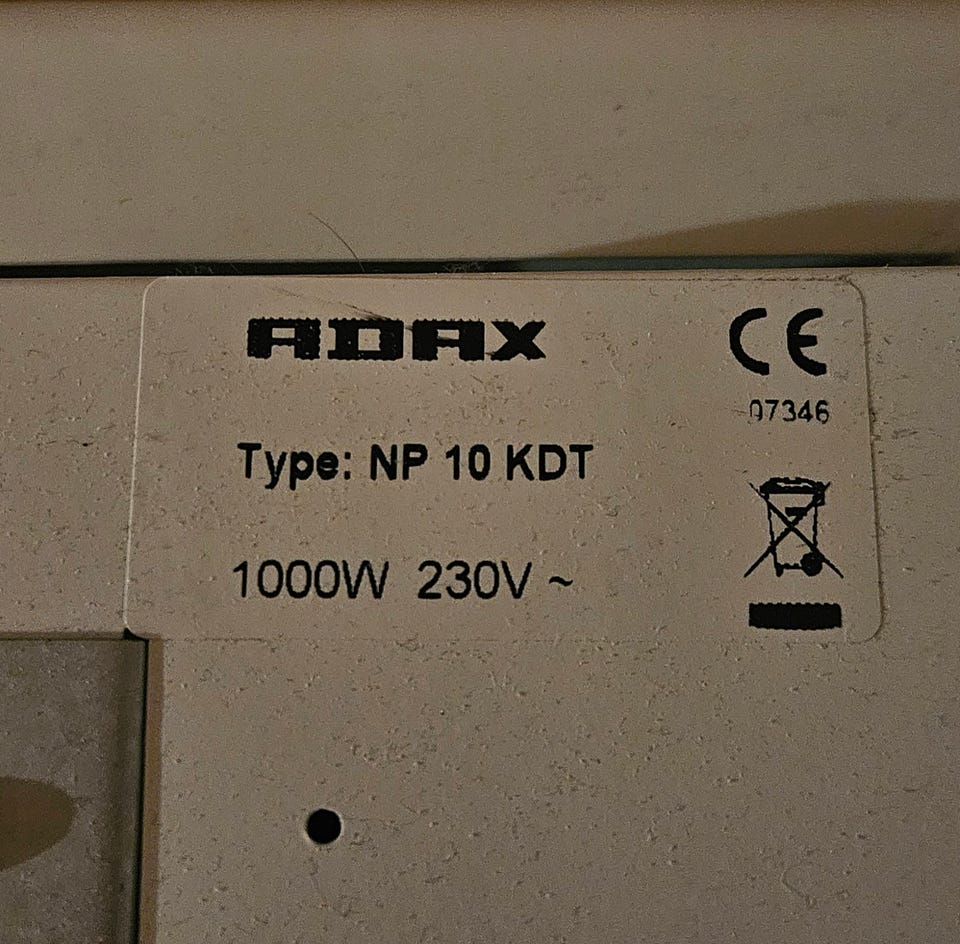 ADAX
CE
07346
Type: NP 10 KDT
1000W 230V ~